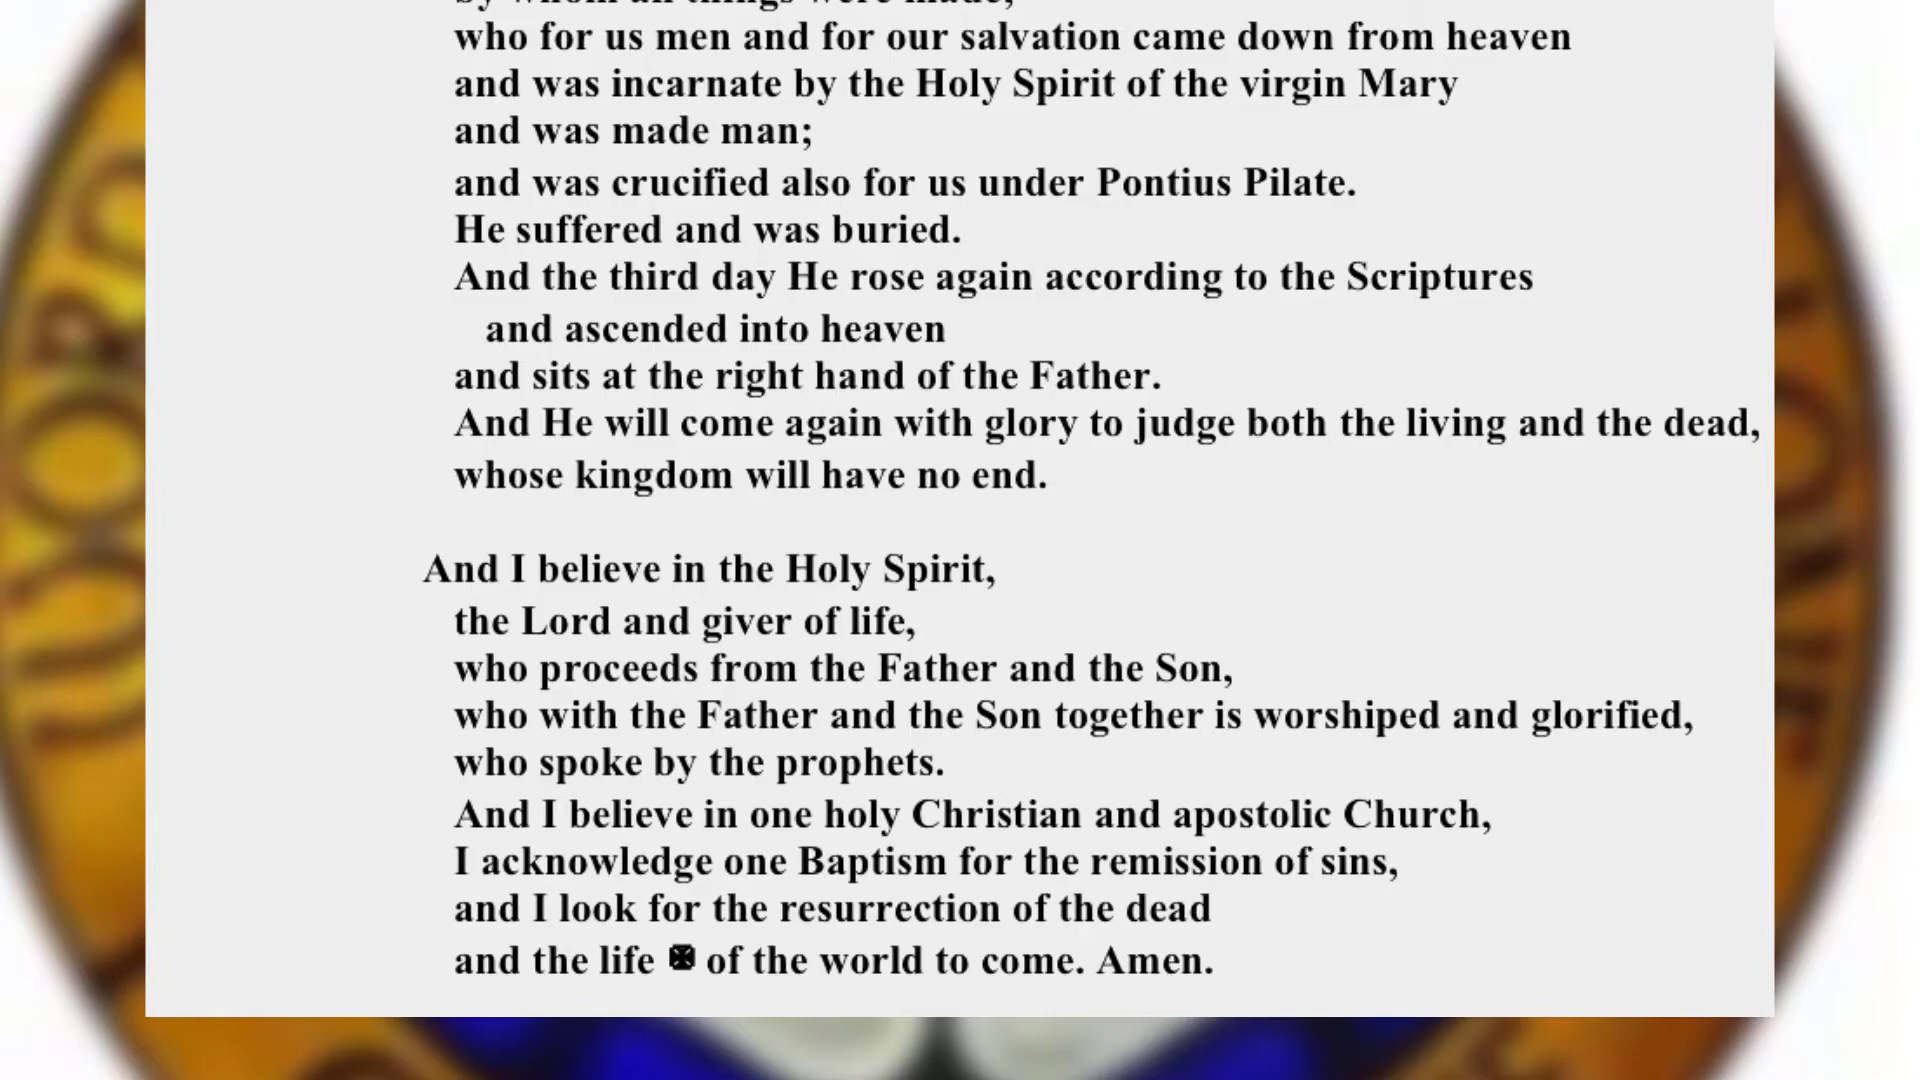 by whom all things were made;
who for us men and for our salvation came down from heaven
and was incarnate by the Holy Spirit of the virgin Mary
and was made man;
and was crucified also for us under Pontius Pilate.
He suffered and was buried.
And the third day He rose again according to the Scriptures
and ascended into heaven
and sits at the right hand of the Father.
And He will come again with glory to judge both the living and the dead,
whose kingdom will have no end.
And I believe in the Holy Spirit,
the Lord and giver of life,
who proceeds from the Father and the Son,
who with the Father and the Son together is worshiped and glorified,
who spoke by the prophets.
And I believe in one holy Christian and apostolic Church,
I acknowledge one Baptism for the remission of sins,
and I look for the resurrection of the dead
and the life ✠ of the world to come. Amen.